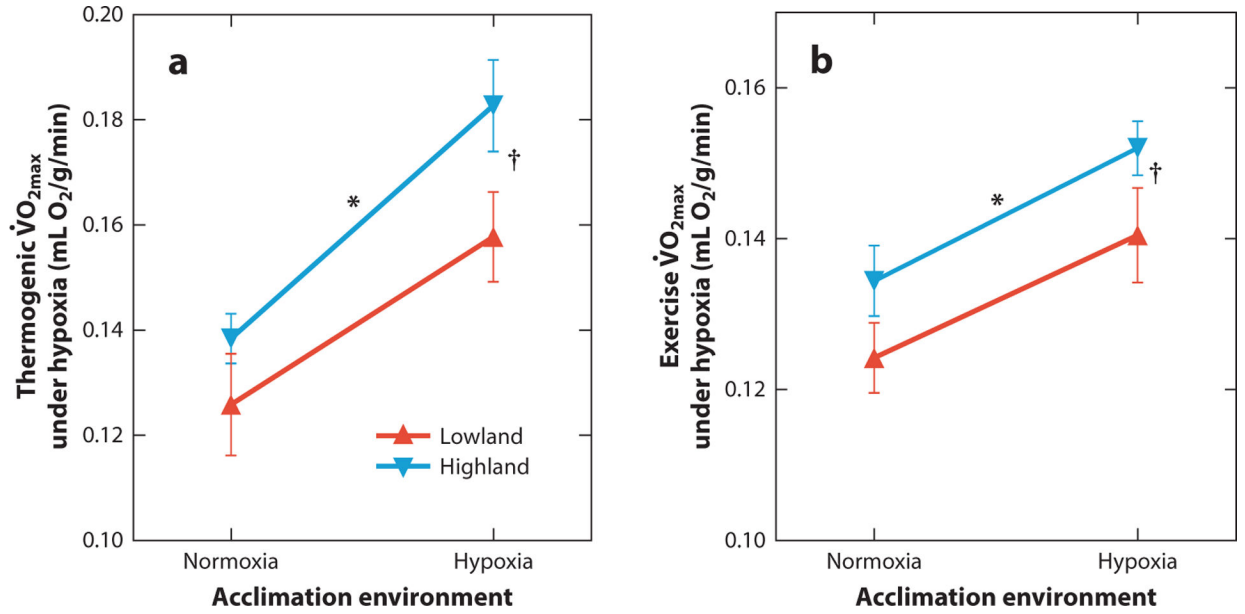 a
0.20
0.18
0.16
0.14
0.12
0.10
Thermogenic V̇O2max
under hypoxia (mL O2/g/min)
*
†
Lowland
Highland
Normoxia
Hypoxia
Acclimation environment
b
0.16
0.14
0.12
0.10
Exercise V̇O2max
under hypoxia (mL O2/g/min)
*
†
Normoxia
Hypoxia
Acclimation environment